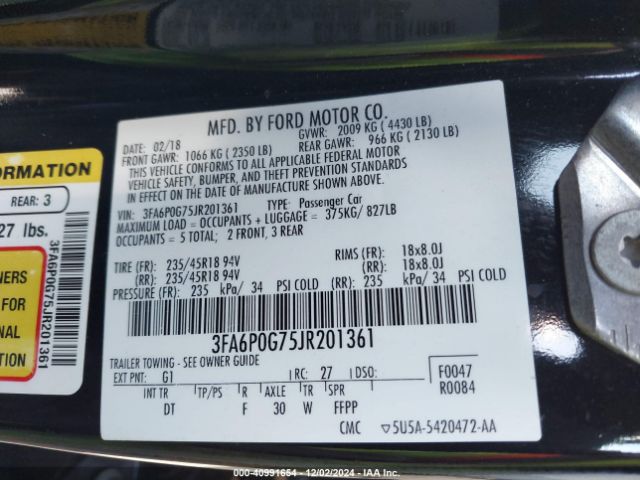 MFD. BY FORD MOTOR CO.
DATE: 02/18 GVWR: 2009 KG ( 4430 LB)
FRONT GAWR: 1066 KG ( 2350 LB) REAR GAWR: 966 KG ( 2130 LB)
THIS VEHICLE CONFORMS TO ALL APPLICABLE FEDERAL MOTOR
VEHICLE SAFETY, BUMPER, AND THEFT PREVENTION STANDARDS
IN EFFECT ON THE DATE OF MANUFACTURE SHOWN ABOVE.
VIN: 3FA6P0G75JR201361 TYPE: Passenger Car
MAXIMUM LOAD = OCCUPANTS + LUGGAGE = 375KG/ 827LB
OCCUPANTS = 5 TOTAL; 2 FRONT, 3 REAR
TIRE (FR): 235/45R18 94V RIMS (FR): 18x8.0J
(RR): 235/45R18 94V (RR): 18x8.0J
PRESSURE (FR): 235 kPa/ 34 PSI COLD (RR): 235 kPa/ 34 PSI COLD
3FA6P0G75JR201361
TRAILER TOWING - SEE OWNER GUIDE
EXT PNT: G1 RC: 27 DSO: F0047
R0084
INT TR TP/PS R AXLE TR SPR
DT F 30 W FFPP
CMC 5U5A-5420472-AA
ORMATION
REAR: 3
27 lbs.
NERS
FOR
NAL
TION
3FA6P0G75JR201361
000-40991654 - 12/02/2024 - IAA Inc.